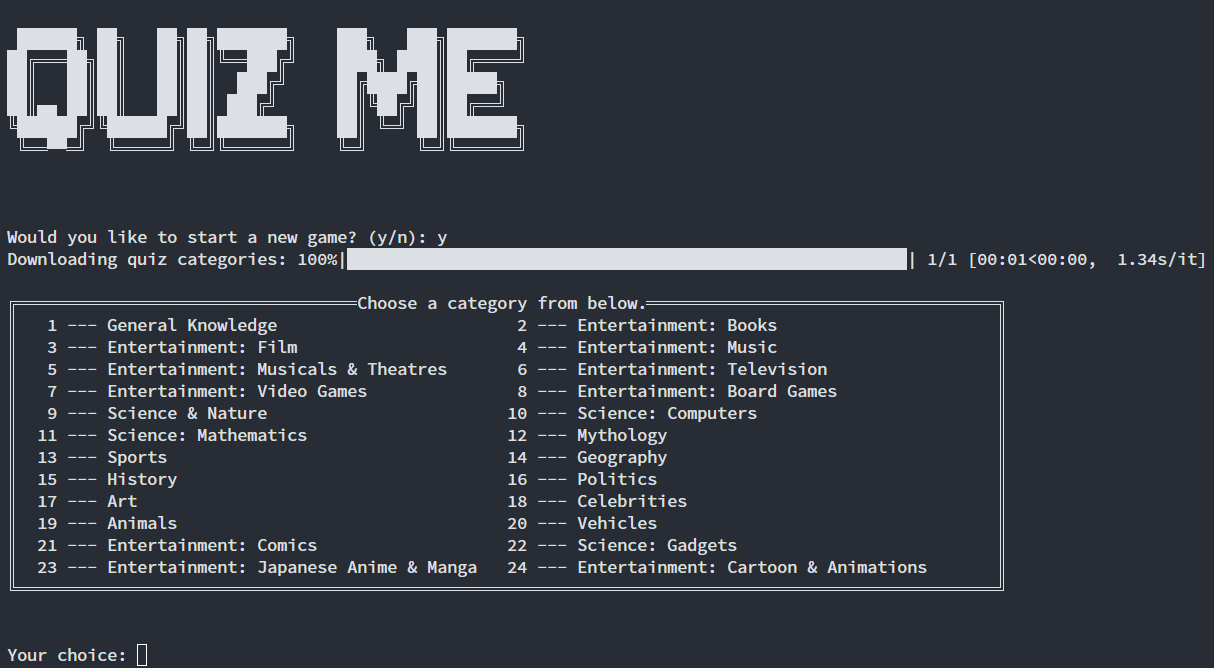 QUIZ ME
Would you like to start a new game? (y/n): y
Downloading quiz categories: 100%| | 1/1 [00:01<00:00,  1.34s/it]
Choose a category from below.
1 --- General Knowledge 2 --- Entertainment: Books
3 --- Entertainment: Film 4 --- Entertainment: Music
5 --- Entertainment: Musicals & Theatres 6 --- Entertainment: Television
7 --- Entertainment: Video Games 8 --- Entertainment: Board Games
9 --- Science & Nature 10 --- Science: Computers
11 --- Science: Mathematics 12 --- Mythology
13 --- Sports 14 --- Geography
15 --- History 16 --- Politics
17 --- Art 18 --- Celebrities
19 --- Animals 20 --- Vehicles
21 --- Entertainment: Comics 22 --- Science: Gadgets
23 --- Entertainment: Japanese Anime & Manga 24 --- Entertainment: Cartoon & Animations
Your choice: